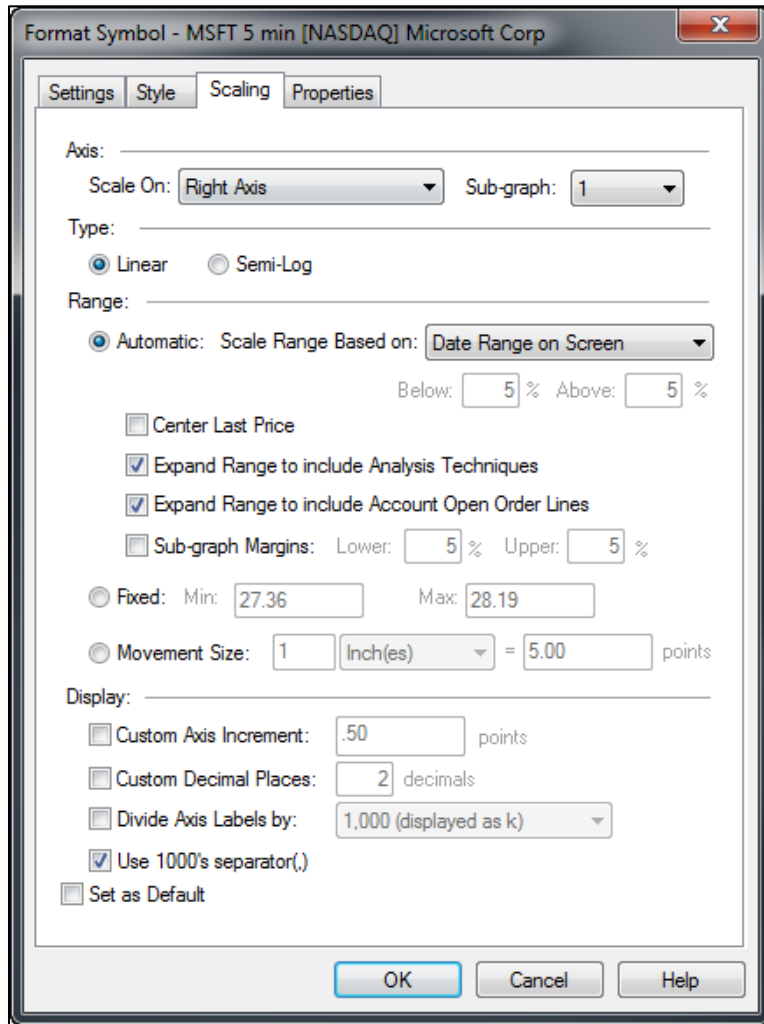 Format Symbol - MSFT 5 min [NASDAQ] Microsoft Corp
Settings Style Scaling Properties
Axis:
Scale On: Right Axis Sub-graph: 1
Type:
Linear Semi-Log
Range:
Automatic: Scale Range Based on: Date Range on Screen
Below: 5 % Above: 5 %
Center Last Price
Expand Range to include Analysis Techniques
Expand Range to include Account Open Order Lines
Sub-graph Margins: Lower: 5 % Upper: 5 %
Fixed: Min: 27.36 Max: 28.19
Movement Size: 1 Inch(es) = 5.00 points
Display:
Custom Axis Increment: .50 points
Custom Decimal Places: 2 decimals
Divide Axis Labels by: 1,000 (displayed as k)
Use 1000's separator(,)
Set as Default
OK Cancel Help